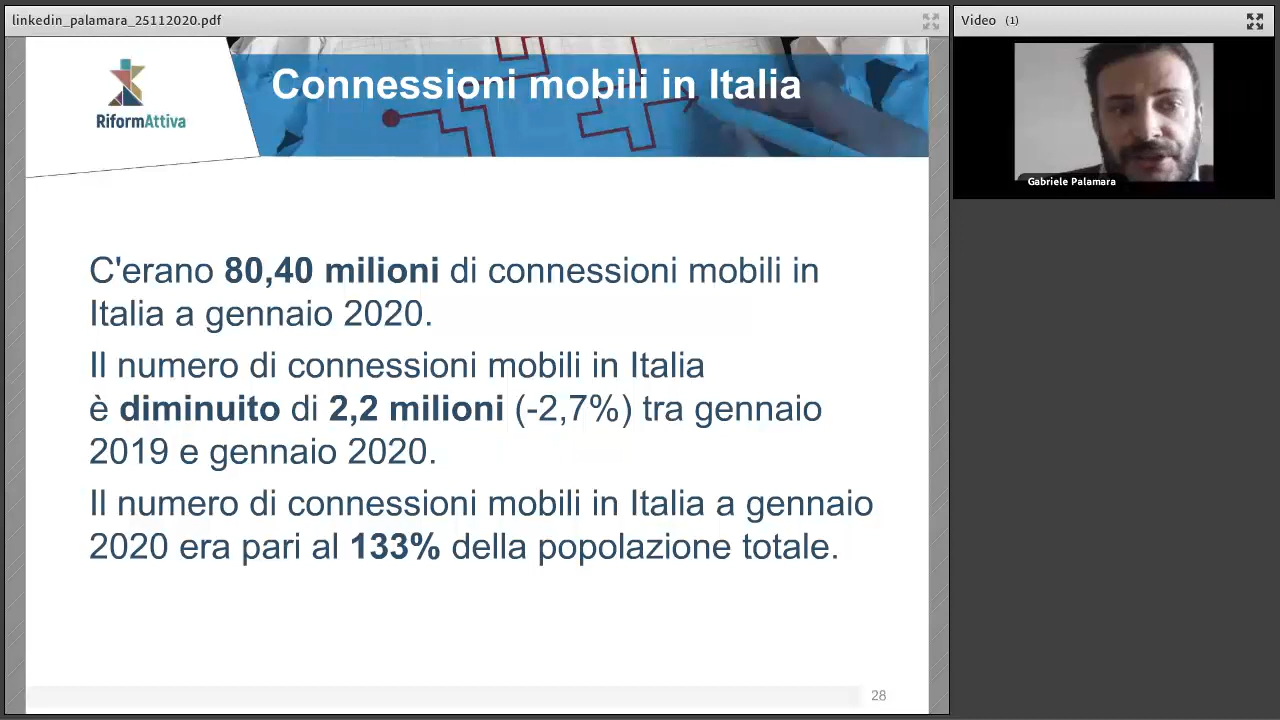 linkedin_palamara_25112020.pdf
Video (1)
RiformAttiva
Connessioni mobili in Italia
Gabriele Palamara
C'erano 80,40 milioni di connessioni mobili in
Italia a gennaio 2020.
Il numero di connessioni mobili in Italia
è diminuito di 2,2 milioni (-2,7%) tra gennaio
2019 e gennaio 2020.
Il numero di connessioni mobili in Italia a gennaio
2020 era pari al 133% della popolazione totale.
28